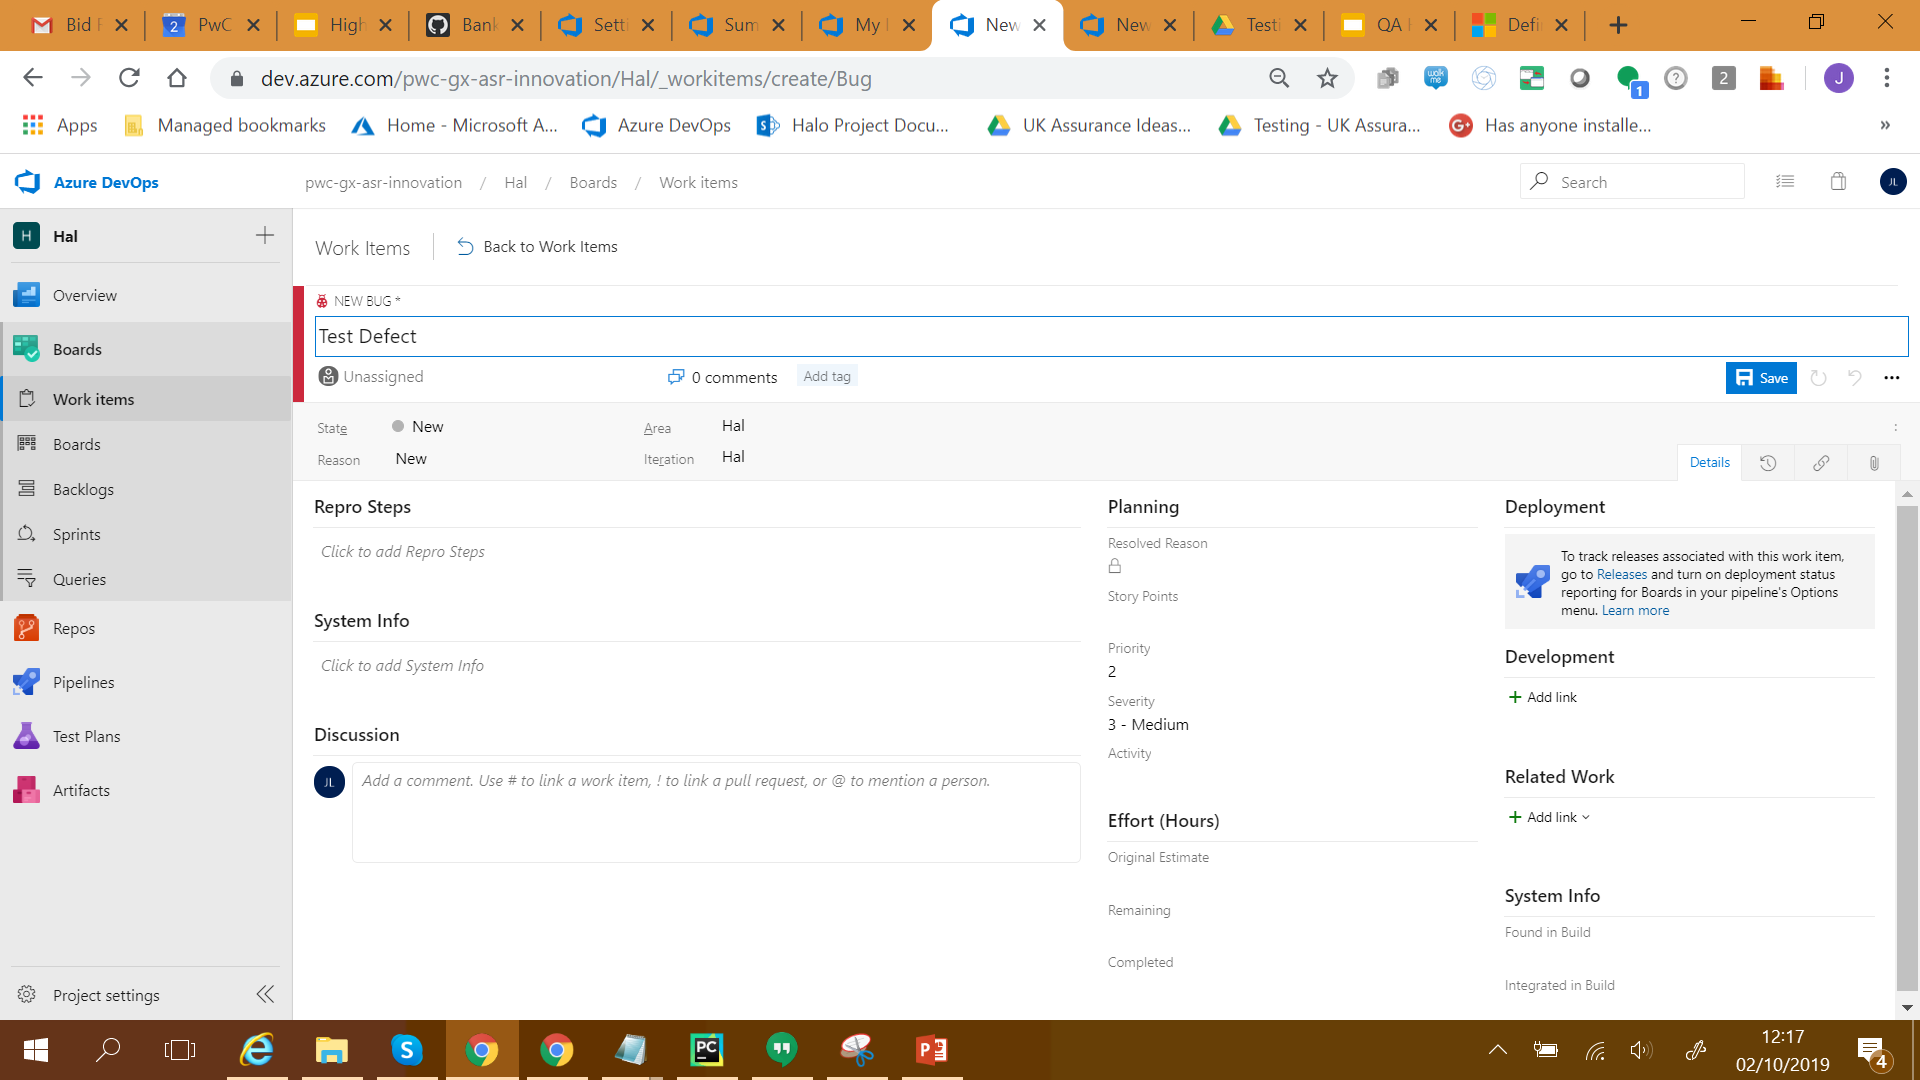 Bid F
2 PwC
High
Bank
Setti
Sum
My I
New
New
Testi
QA
Defi
dev.azure.com/pwc-gx-asr-innovation/Hal/_workitems/create/Bug
walk me
1
?
2
J
Apps
Managed bookmarks
Home - Microsoft A...
Azure DevOps
Halo Project Docu...
UK Assurance Ideas...
Testing - UK Assura...
G+ Has anyone installe...
»
Azure DevOps
pwc-gx-asr-innovation / Hal / Boards / Work items
Search
JL
H Hal
Overview
Boards
Work items
Boards
Backlogs
Sprints
Queries
Repos
Pipelines
Test Plans
Artifacts
Project settings
Work Items
Back to Work Items
NEW BUG *
Test Defect
Unassigned
0 comments
Add tag
Save
State
New
Area
Hal
Reason
New
Iteration
Hal
Details
Repro Steps
Click to add Repro Steps
System Info
Click to add System Info
Discussion
JL
Add a comment. Use # to link a work item, ! to link a pull request, or @ to mention a person.
Planning
Resolved Reason
Story Points
Priority
2
Severity
3 - Medium
Activity
Effort (Hours)
Original Estimate
Remaining
Completed
Deployment
To track releases associated with this work item,
go to Releases and turn on deployment status
reporting for Boards in your pipeline's Options
menu. Learn more
Development
Add link
Related Work
Add link
System Info
Found in Build
Integrated in Build
PC
12:17
02/10/2019
4